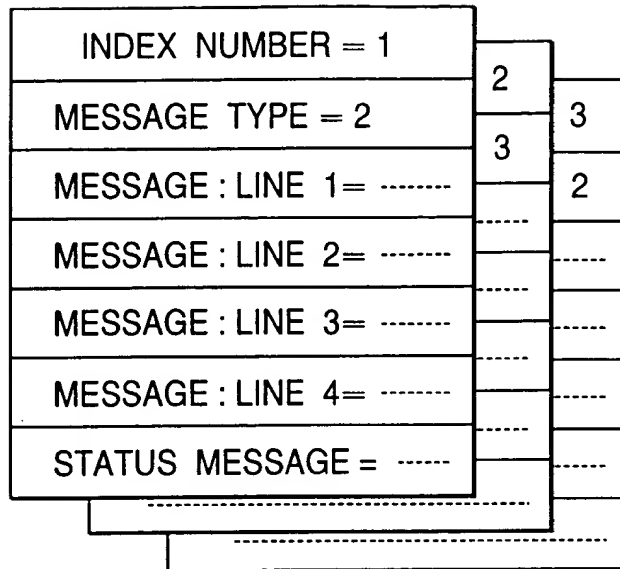 INDEX NUMBER = 1
MESSAGE TYPE = 2
MESSAGE : LINE 1= --------
MESSAGE : LINE 2= -------
MESSAGE : LINE 3= -------
MESSAGE : LINE 4= -------
STATUS MESSAGE = ------
2
3
3
2